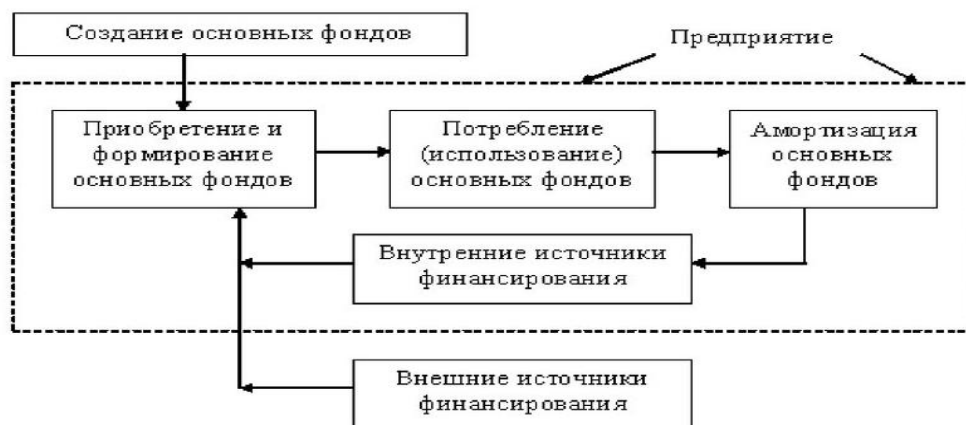 Создание основных фондов
Предприятие
Приобретение и
формирование
основных фондов
Потребление
(использование)
основных фондов
Амортизация
основных
фондов
Внутренние источники
финансирования
Внешние источники
финансирования